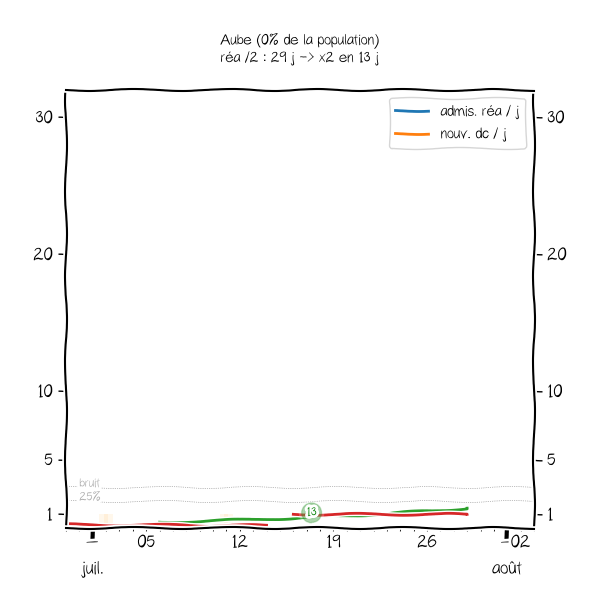 Aube (0% de la population)
réa /2 : 29 j -> x2 en 13 j
admis. réa / j
nouv. dc / j
30
30
20
20
10
10
5
5
bruit
25%
1
1
13
05
12
19
26
02
juil.
août